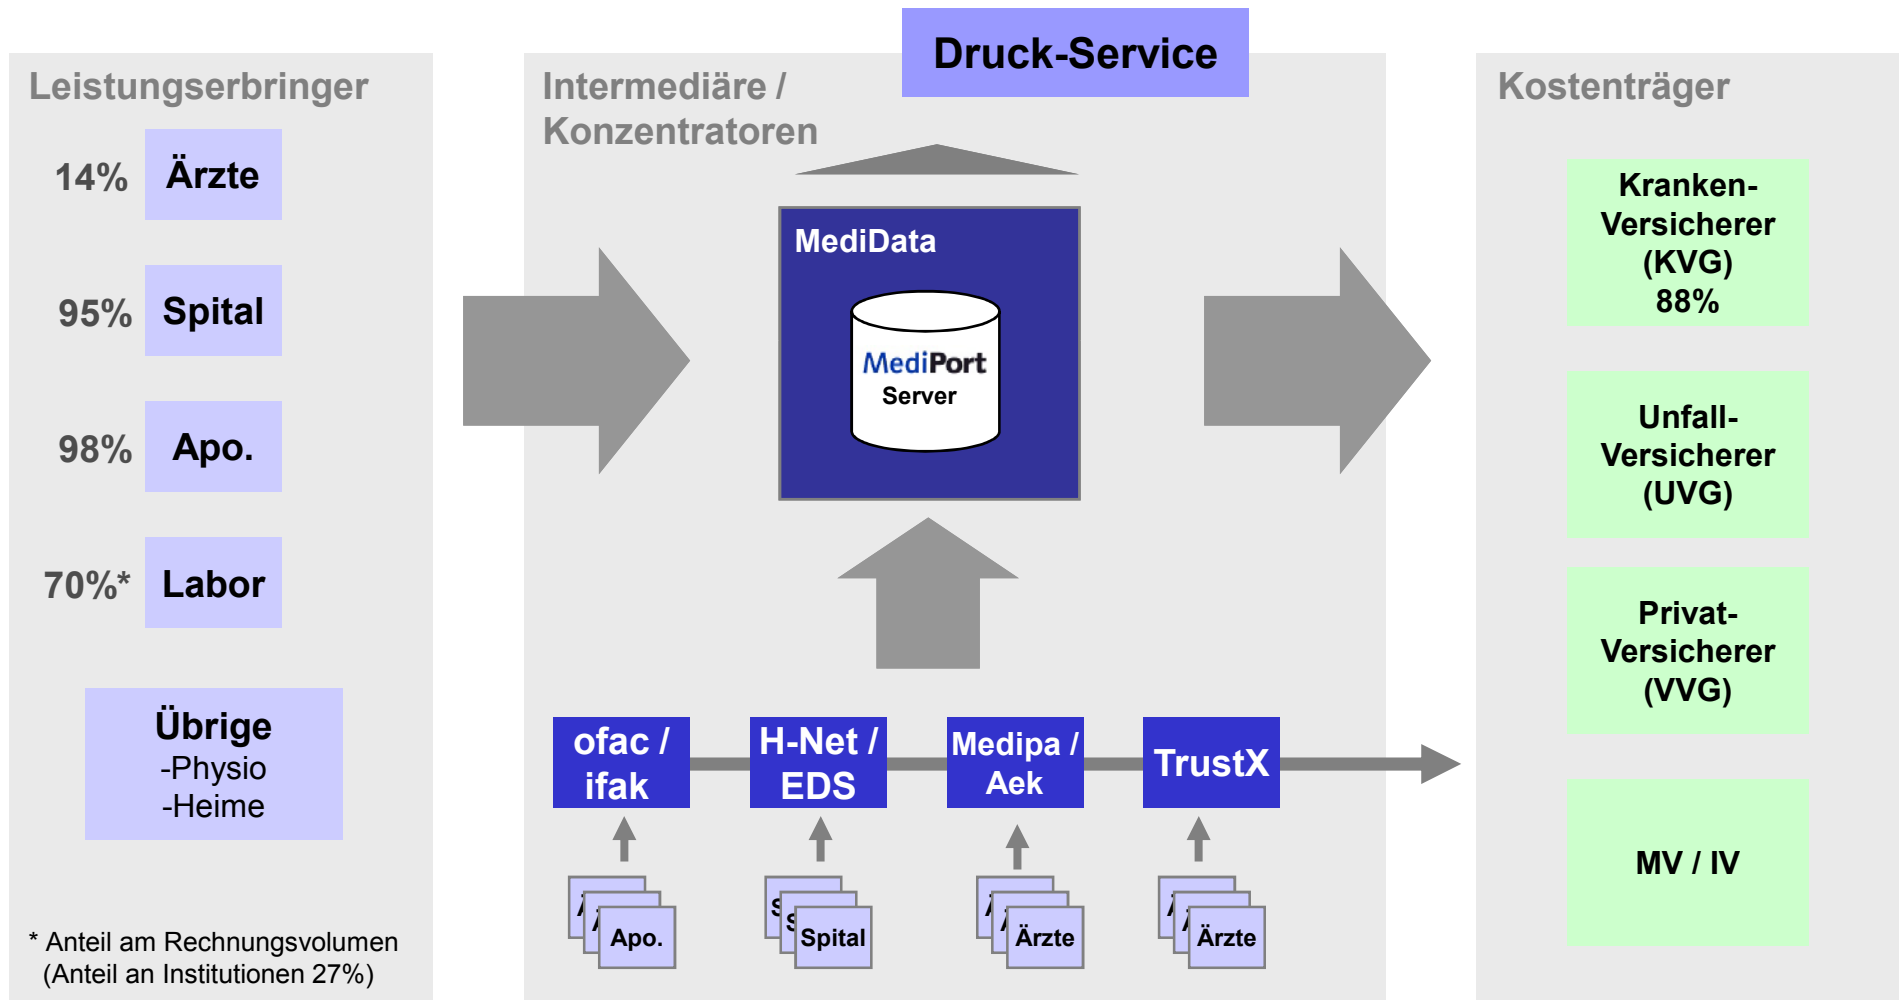 Druck-Service
Leistungserbringer
14%
Ärzte
95%
Spital
98%
Apo.
70%*
Labor
Übrige
-Physio
-Heime
* Anteil am Rechnungsvolumen
(Anteil an Institutionen 27%)
Intermediäre /
Konzentratoren
MediData
MediPort
Server
ofac /
ifak
H-Net /
EDS
Medipa /
Aek
TrustX
Apo.
Spital
Ärzte
Ärzte
Kostenträger
Kranken-
Versicherer
(KVG)
88%
Unfall-
Versicherer
(UVG)
Privat-
Versicherer
(VVG)
MV / IV